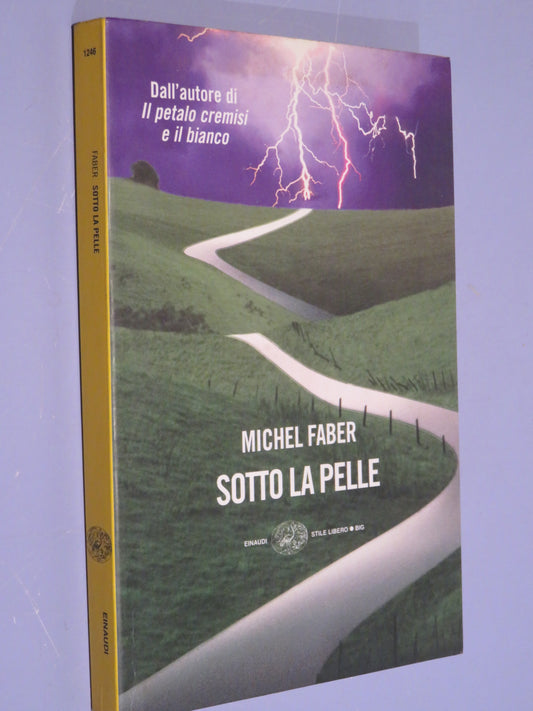 Dall'autore di
Il petalo cremisi
e il bianco
MICHEL FABER
SOTTO LA PELLE
EINAUDI
STILE LIBERO ● BIG
1246
FABER SOTTO LA PELLE
EINAUDI